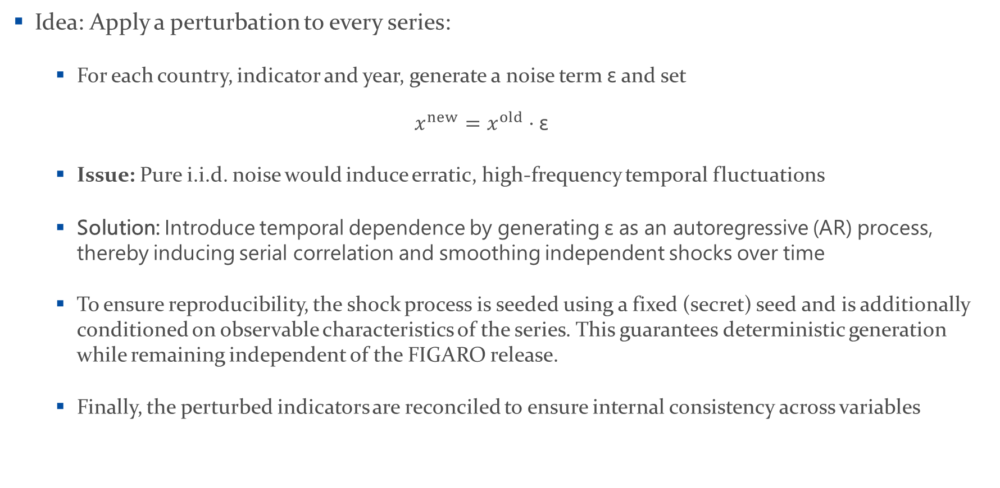 Idea: Apply a perturbation to every series:
For each country, indicator and year, generate a noise term ε and set
x^new = x^old · ε
Issue: Pure i.i.d. noise would induce erratic, high-frequency temporal fluctuations
Solution: Introduce temporal dependence by generating ε as an autoregressive (AR) process,
thereby inducing serial correlation and smoothing independent shocks over time
To ensure reproducibility, the shock process is seeded using a fixed (secret) seed and is additionally
conditioned on observable characteristics of the series. This guarantees deterministic generation
while remaining independent of the FIGARO release.
Finally, the perturbed indicators are reconciled to ensure internal consistency across variables